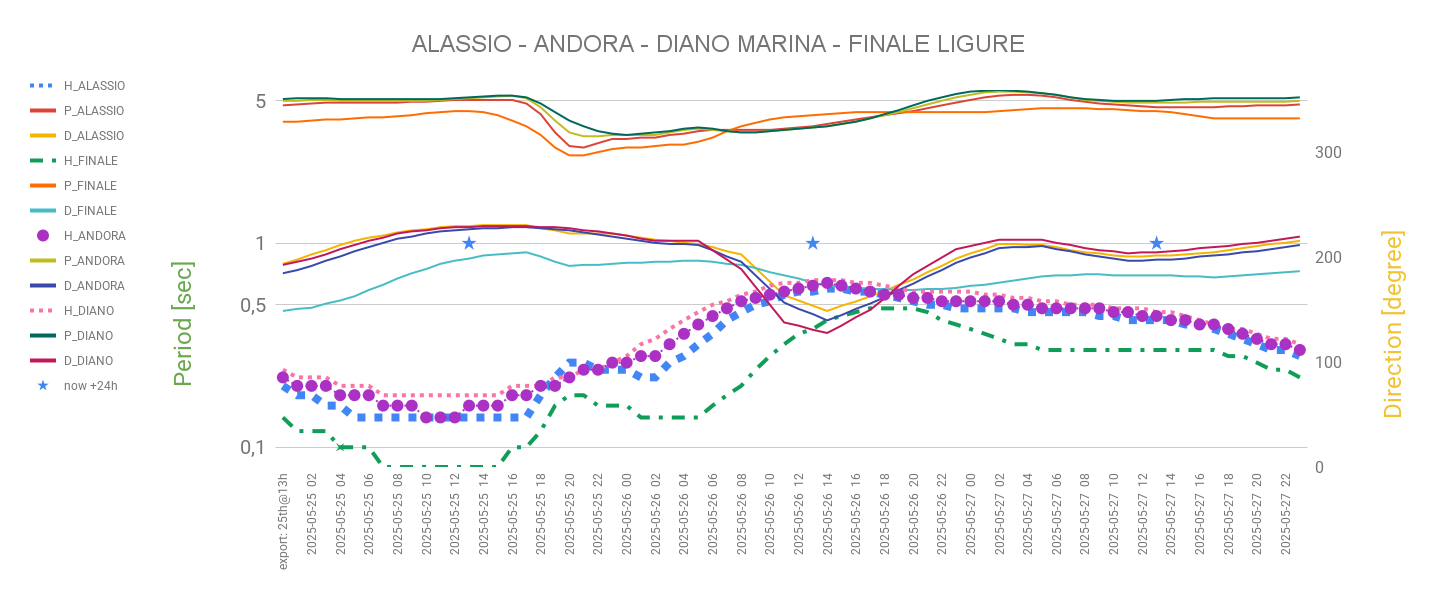 ALASSIO - ANDORA - DIANO MARINA - FINALE LIGURE
H_ALASSIO
P_ALASSIO
D_ALASSIO
H_FINALE
P_FINALE
D_FINALE
H_ANDORA
P_ANDORA
D_ANDORA
H_DIANO
P_DIANO
D_DIANO
now +24h
Period [sec]
5
1
0,5
0,1
300
200
100
0
Direction [degree]
export: 25th@13h
2025-05-25 02
2025-05-25 04
2025-05-25 06
2025-05-25 08
2025-05-25 10
2025-05-25 12
2025-05-25 14
2025-05-25 16
2025-05-25 18
2025-05-25 20
2025-05-25 22
2025-05-26 00
2025-05-26 02
2025-05-26 04
2025-05-26 06
2025-05-26 08
2025-05-26 10
2025-05-26 12
2025-05-26 14
2025-05-26 16
2025-05-26 18
2025-05-26 20
2025-05-26 22
2025-05-27 00
2025-05-27 02
2025-05-27 04
2025-05-27 06
2025-05-27 08
2025-05-27 10
2025-05-27 12
2025-05-27 14
2025-05-27 16
2025-05-27 18
2025-05-27 20
2025-05-27 22